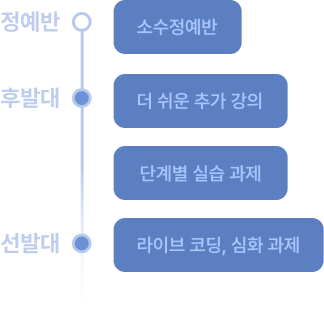 정예반
소수정예반
후발대
더 쉬운 추가 강의
단계별 실습 과제
선발대
라이브 코딩, 심화 과제